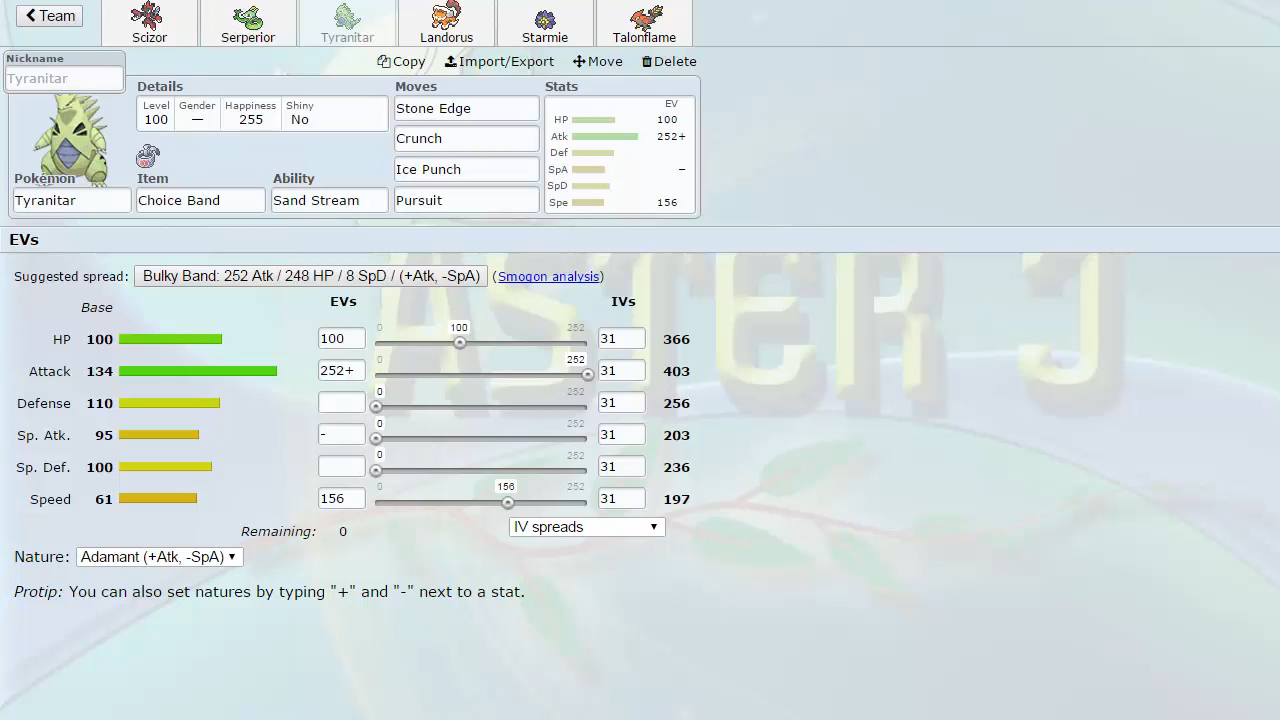 Team
Scizor
Serperior
Tyranitar
Landorus
Starmie
Talonflame
Copy
Import/Export
Move
Delete
Nickname
Tyranitar
Details
Level
100
Gender
—
Happiness
255
Shiny
No
Pokémon
Tyranitar
Item
Choice Band
Ability
Sand Stream
Moves
Stone Edge
Crunch
Ice Punch
Pursuit
Stats
EV
HP 100
Atk 252+
Def
SpA –
SpD
Spe 156
EVs
Suggested spread: Bulky Band: 252 Atk / 248 HP / 8 SpD / (+Atk, -SpA) (Smogon analysis)
Base EVs IVs
0 100 252
HP 100 100 31 366
0 252
Attack 134 252+ 31 403
0 252
Defense 110 31 256
0 252
Sp. Atk. 95 - 31 203
0 252
Sp. Def. 100 31 236
0 156 252
Speed 61 156 31 197
Remaining: 0 IV spreads
Nature: Adamant (+Atk, -SpA)
Protip: You can also set natures by typing "+" and "-" next to a stat.
ASTER J